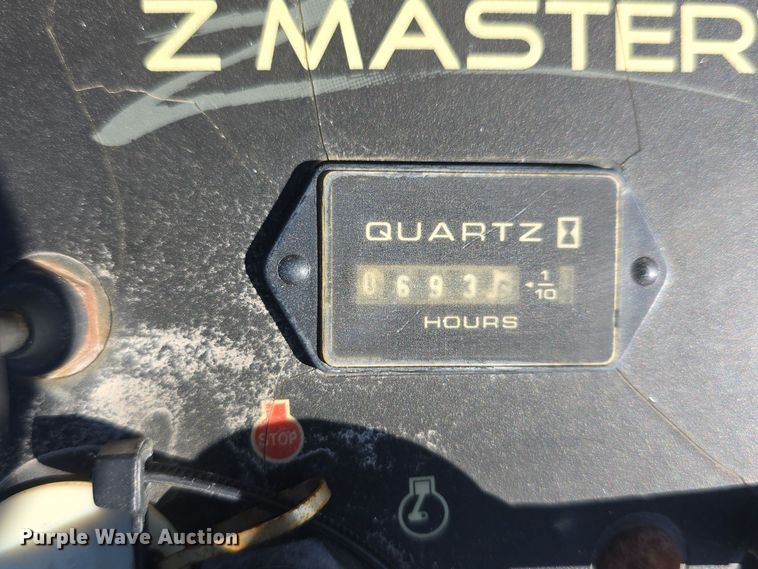 Z MASTER
QUARTZ
0693 1/10
HOURS
STOP
Purple Wave Auction